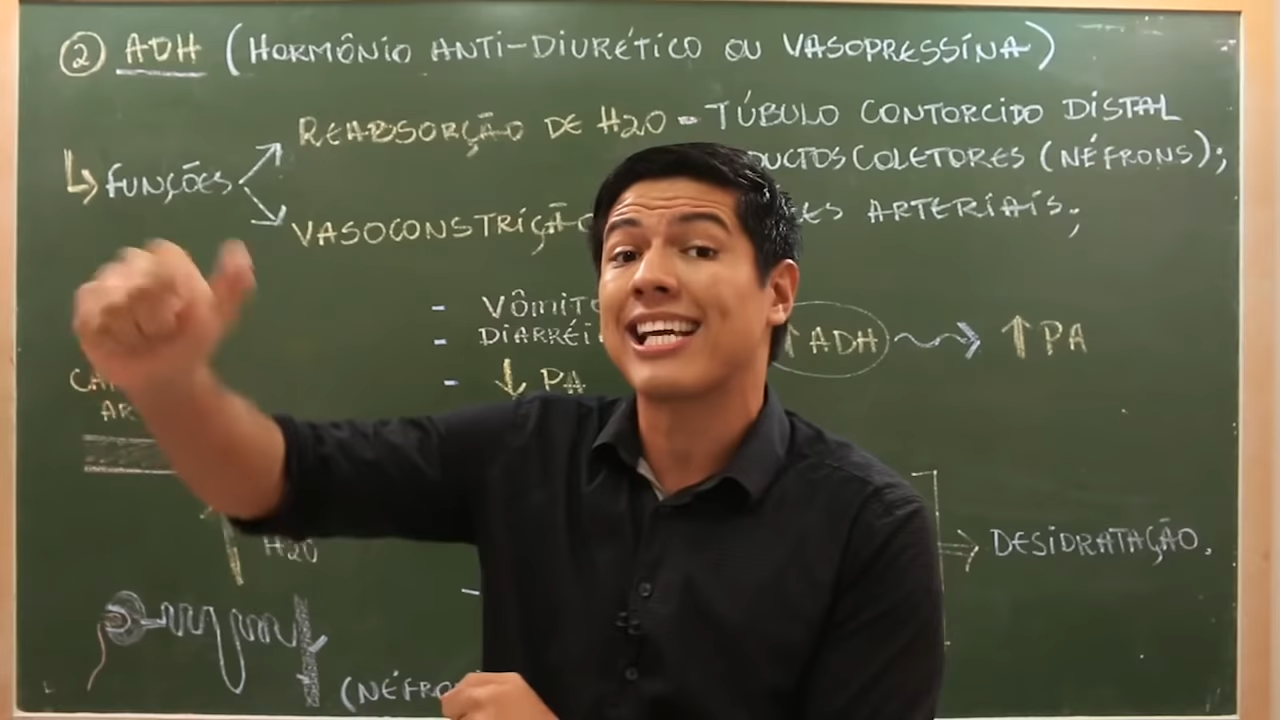 ② ADH (HORMÔNIO ANTI-DIURÉTICO OU VASOPRESSINA)
REABSORÇÃO DE H2O - TÚBULO CONTORCIDO DISTAL
DUCTOS COLETORES (NÉFRONS);
FUNÇÕES
VASOCONSTRIÇÃO ARTERIAIS;
- VÔMITO
- DIARRÉI
- ↓ PA
↑ADH
↑PA
H2O
DESIDRATAÇÃO.
(NÉFRO